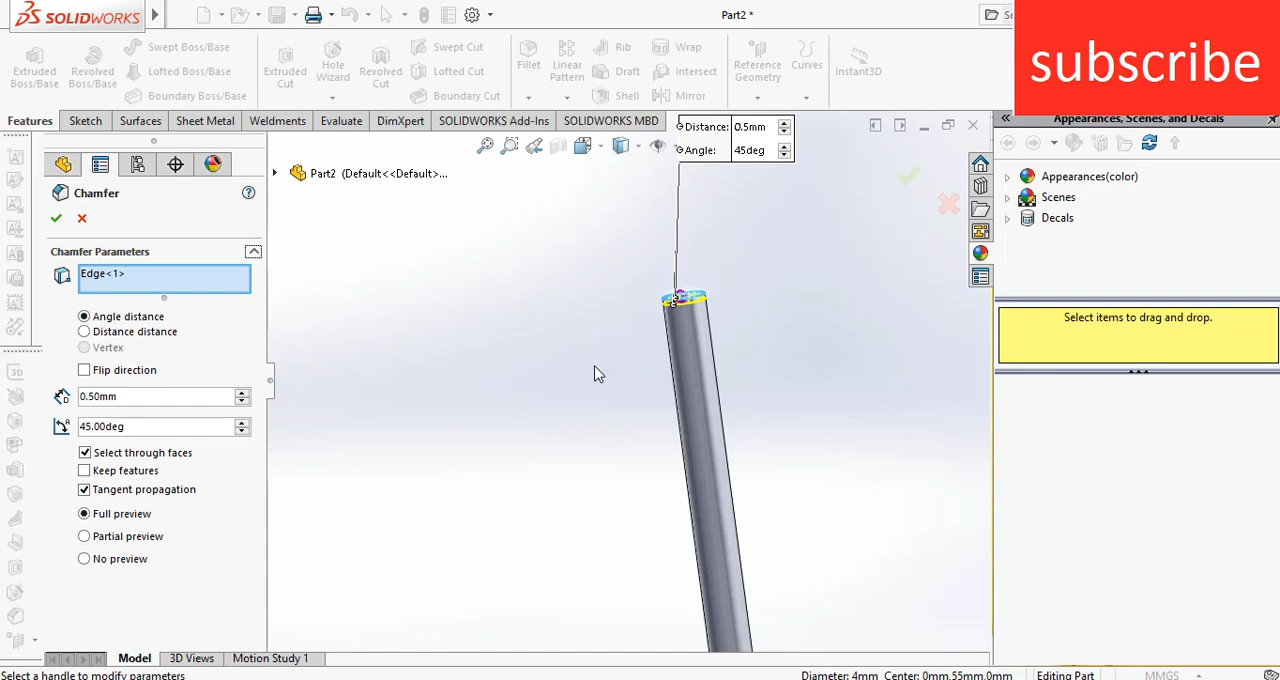 SOLIDWORKS
Part2 *
Se
subscribe
Extruded Boss/Base
Revolved Boss/Base
Swept Boss/Base
Lofted Boss/Base
Boundary Boss/Base
Extruded Cut
Hole Wizard
Revolved Cut
Swept Cut
Lofted Cut
Boundary Cut
Fillet
Linear Pattern
Rib
Draft
Shell
Wrap
Intersect
Mirror
Reference Geometry
Curves
Instant3D
Features Sketch Surfaces Sheet Metal Weldments Evaluate DimXpert SOLIDWORKS Add-Ins SOLIDWORKS MBD
Distance: 0.5mm
Angle: 45deg
Part2 (Default<<Default>...
Chamfer
Chamfer Parameters
Edge<1>
Angle distance
Distance distance
Vertex
Flip direction
0.50mm
45.00deg
Select through faces
Keep features
Tangent propagation
Full preview
Partial preview
No preview
3D
Appearances, Scenes, and Decals
Appearances(color)
Scenes
Decals
Select items to drag and drop.
Model 3D Views Motion Study 1
Select a handle to modify parameters
Diameter: 4mm Center: 0mm,55mm,0mm
Editing Part
MMGS